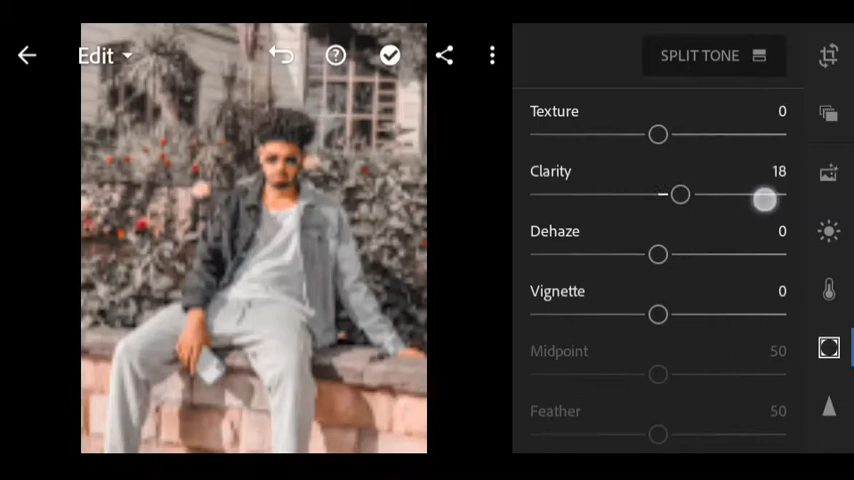 Edit
SPLIT TONE
Texture 0
Clarity 18
Dehaze 0
Vignette 0
Midpoint 50
Feather 50